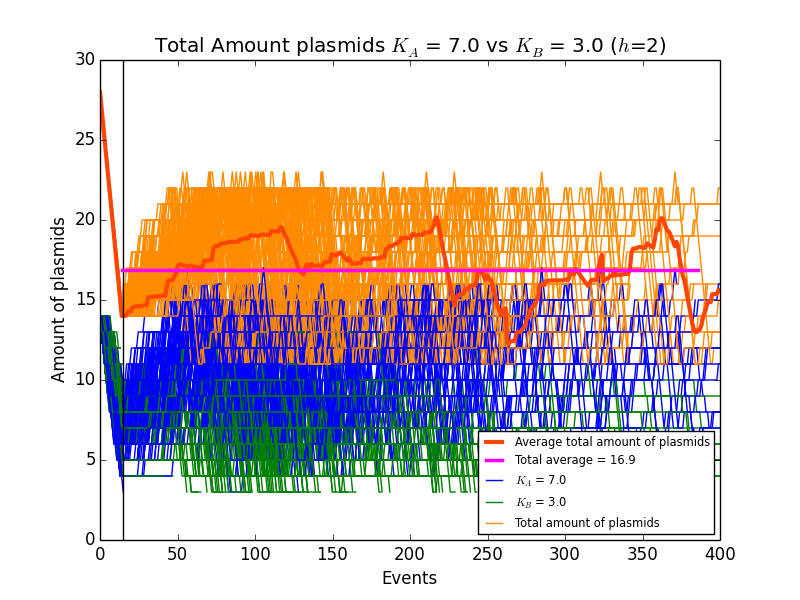 Total Amount plasmids K_A = 7.0 vs K_B = 3.0 (h=2)
30
25
20
15
10
5
0
Amount of plasmids
Average total amount of plasmids
Total average = 16.9
K_A = 7.0
K_B = 3.0
Total amount of plasmids
0 50 100 150 200 250 300 350 400
Events